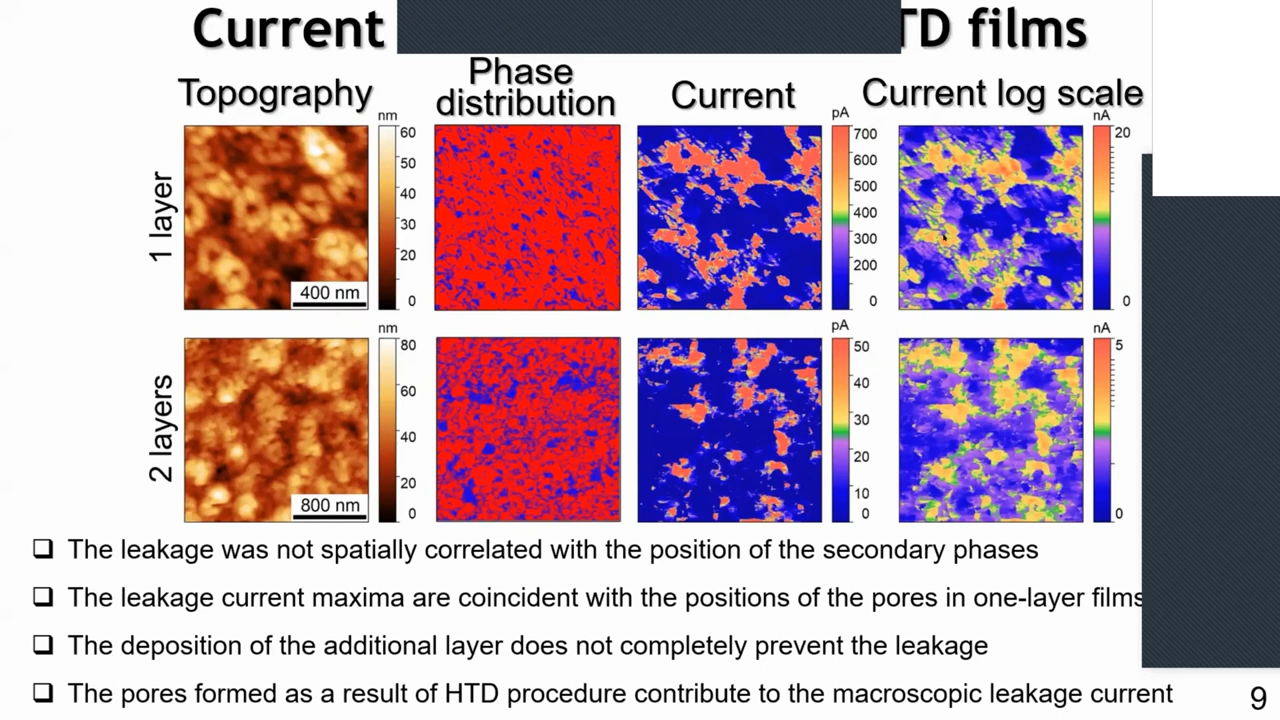 Current TD films
Topography
Phase
distribution
Current
Current log scale
nm
60
50
40
30
20
10
0
400 nm
pA
700
600
500
400
300
200
0
nA
20
0
1 layer
nm
80
60
40
20
0
800 nm
pA
50
40
30
20
10
0
nA
5
0
2 layers
❑ The leakage was not spatially correlated with the position of the secondary phases
❑ The leakage current maxima are coincident with the positions of the pores in one-layer films
❑ The deposition of the additional layer does not completely prevent the leakage
❑ The pores formed as a result of HTD procedure contribute to the macroscopic leakage current
9